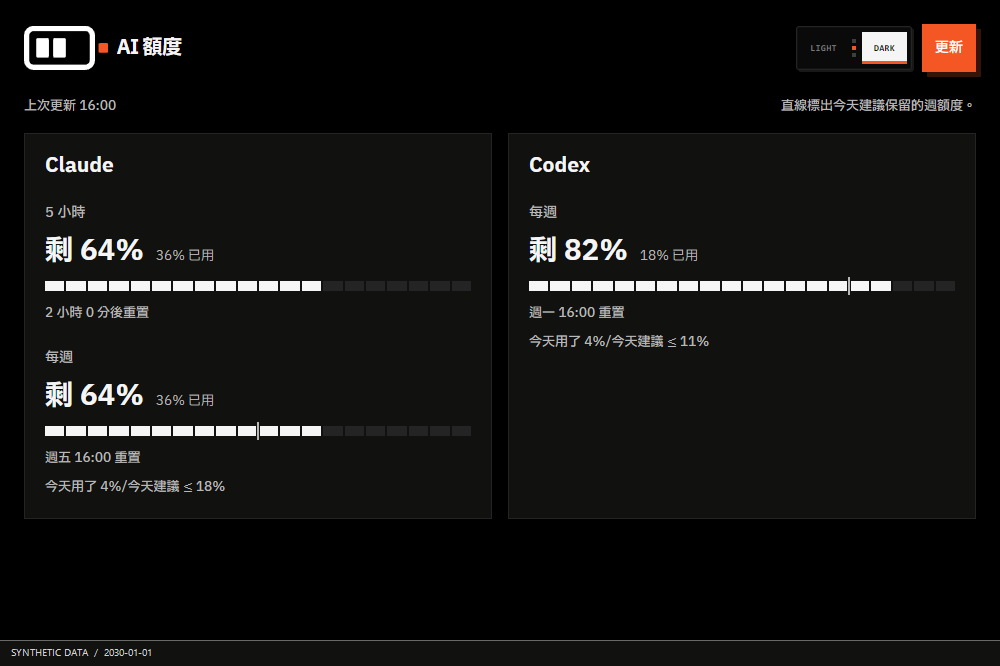 AI 額度
LIGHT
DARK
更新
上次更新 16:00
直線標出今天建議保留的週額度。
Claude
5 小時
剩 64% 36% 已用
2 小時 0 分後重置
每週
剩 64% 36% 已用
週五 16:00 重置
今天用了 4%/今天建議 ≤ 18%
Codex
每週
剩 82% 18% 已用
週一 16:00 重置
今天用了 4%/今天建議 ≤ 11%
SYNTHETIC DATA / 2030-01-01